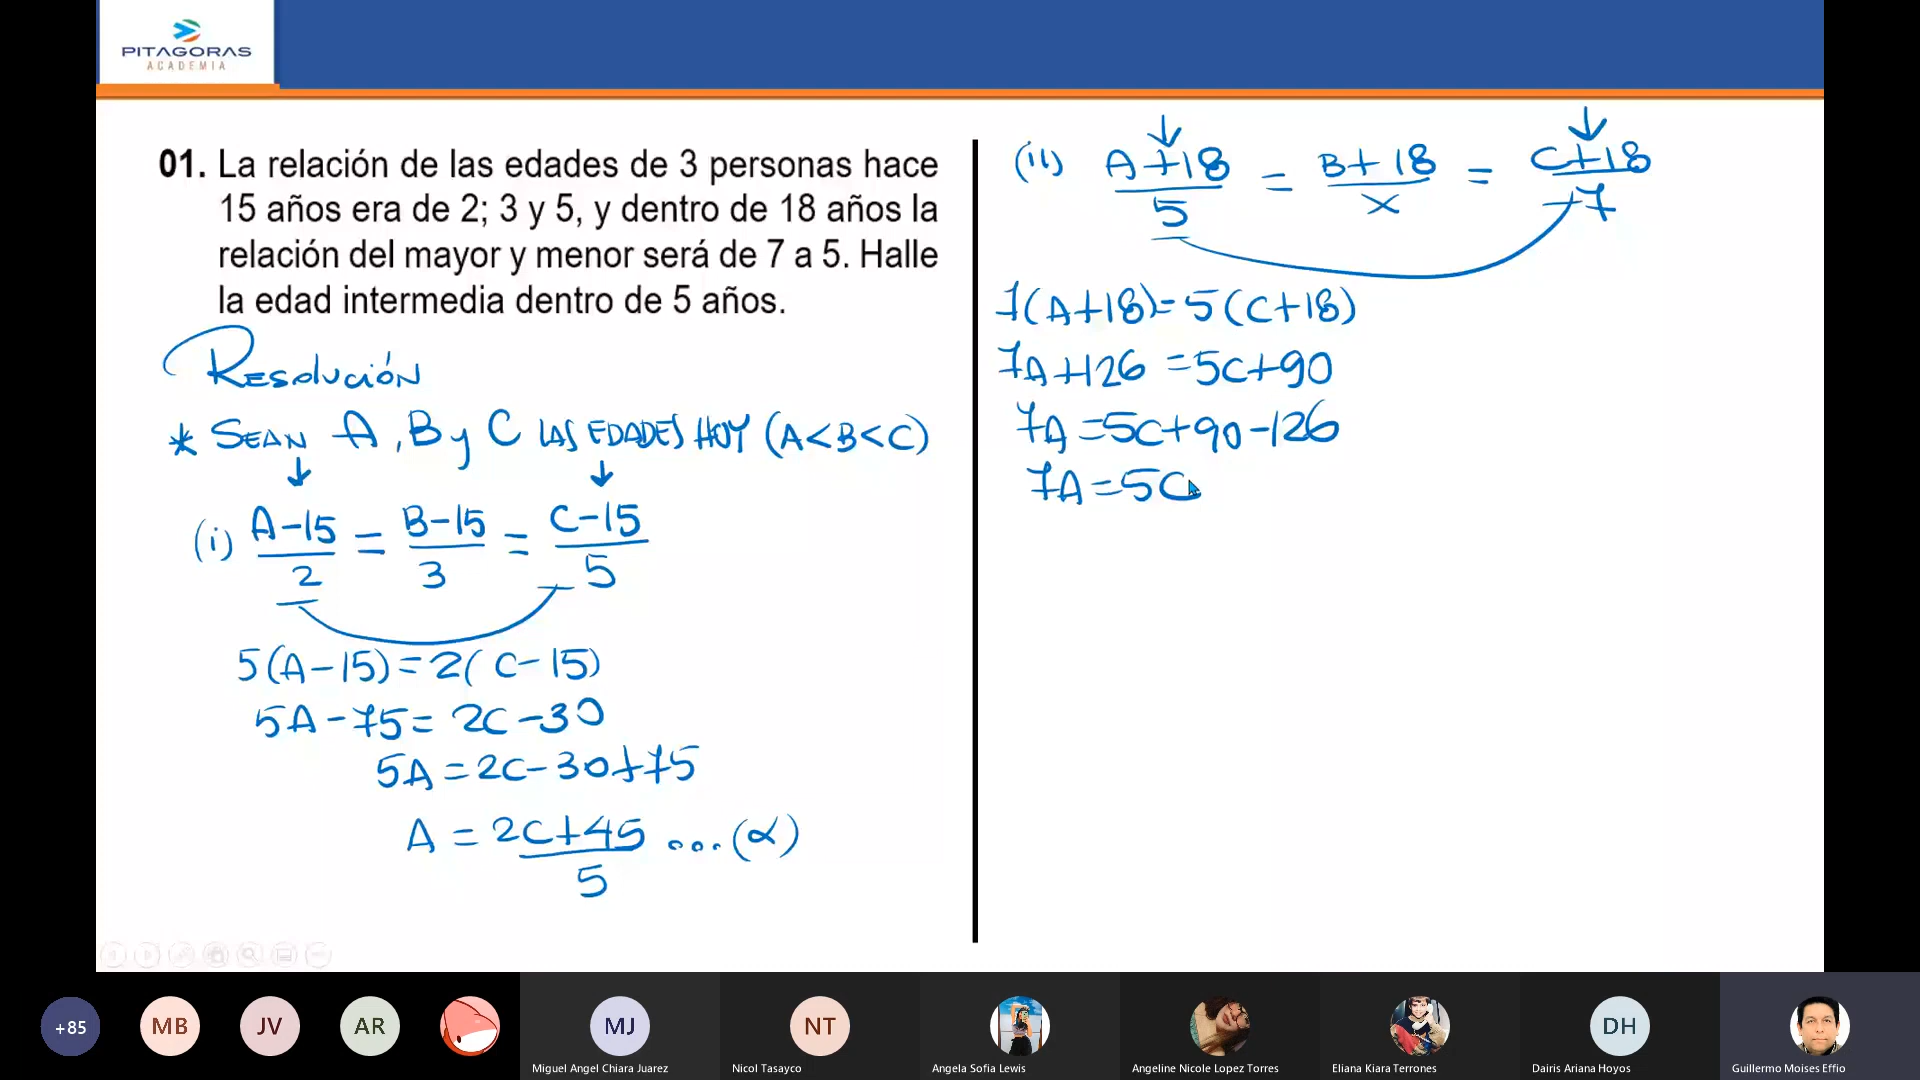 PITAGORAS
ACADEMIA
01. La relación de las edades de 3 personas hace
15 años era de 2; 3 y 5, y dentro de 18 años la
relación del mayor y menor será de 7 a 5. Halle
la edad intermedia dentro de 5 años.
RESOLUCIÓN
* SEAN A, B y C LAS EDADES HOY (A<B<C)
(i) A-15/2 = B-15/3 = C-15/5
5(A-15)=2(C-15)
5A-75=2C-30
5A=2C-30+75
A=2C+45/5 ...(α)
(ii) A+18/5 = B+18/x = C+18/7
7(A+18)=5(C+18)
7A+126=5C+90
7A=5C+90-126
7A=5C
+85
MB
JV
AR
MJ
Miguel Angel Chiara Juarez
NT
Nicol Tasayco
Angela Sofia Lewis
Angeline Nicole Lopez Torres
Eliana Kiara Terrones
DH
Dairis Ariana Hoyos
Guillermo Moises Effio